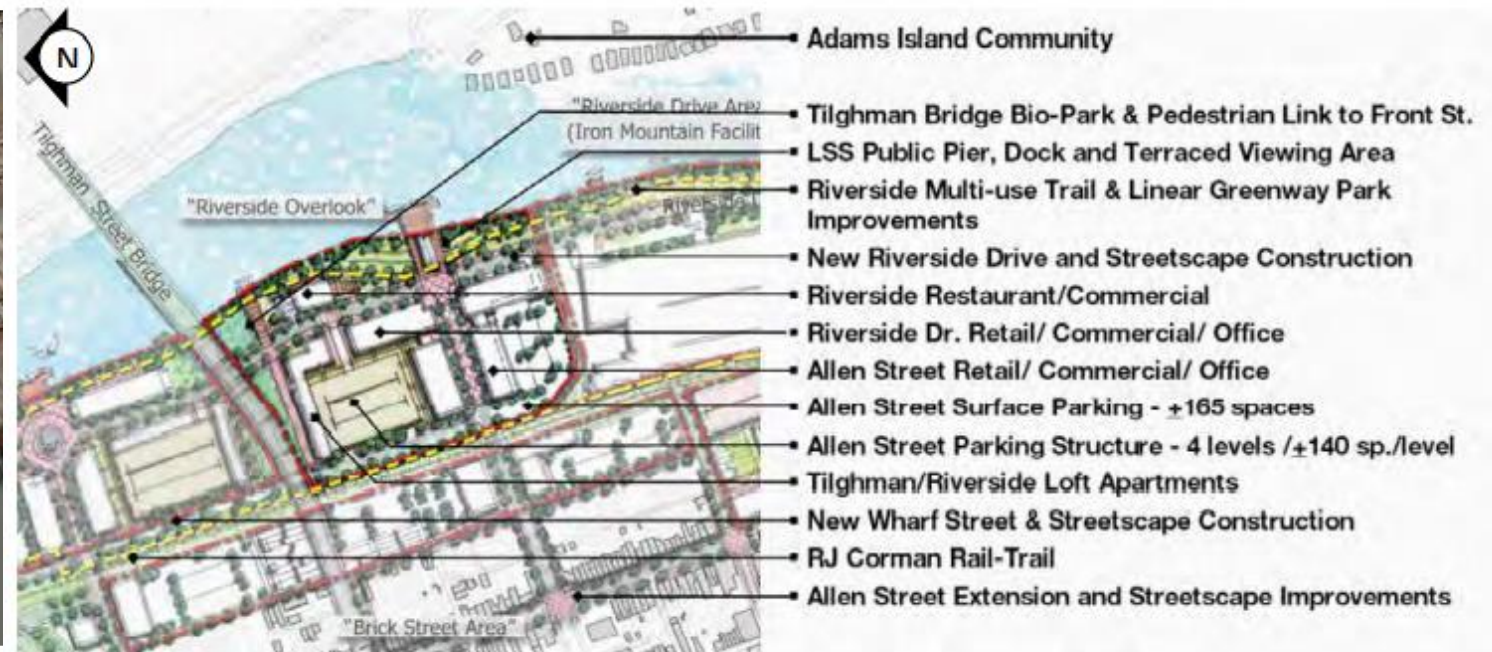 N
Adams Island Community
"Riverside Drive Area
(Iron Mountain Facilit
Tilghman Bridge Bio-Park & Pedestrian Link to Front St.
LSS Public Pier, Dock and Terraced Viewing Area
Riverside Multi-use Trail & Linear Greenway Park
Improvements
Tilghman Street Bridge
"Riverside Overlook"
New Riverside Drive and Streetscape Construction
Riverside Restaurant/Commercial
Riverside Dr. Retail/ Commercial/ Office
Allen Street Retail/ Commercial/ Office
Allen Street Surface Parking - ±165 spaces
Allen Street Parking Structure - 4 levels /±140 sp./level
Tilghman/Riverside Loft Apartments
New Wharf Street & Streetscape Construction
RJ Corman Rail-Trail
Allen Street Extension and Streetscape Improvements
"Brick Street Area"